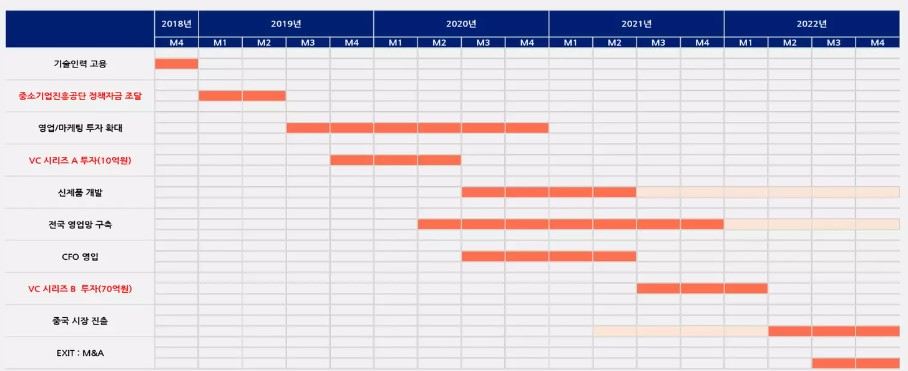 2018년 2019년 2020년 2021년 2022년
M4 M1 M2 M3 M4 M1 M2 M3 M4 M1 M2 M3 M4 M1 M2 M3 M4
기술인력 고용
중소기업진흥공단 정책자금 조달
영업/마케팅 투자 확대
VC 시리즈 A 투자(10억원)
신제품 개발
전국 영업망 구축
CFO 영입
VC 시리즈 B 투자(70억원)
중국 시장 진출
EXIT : M&A